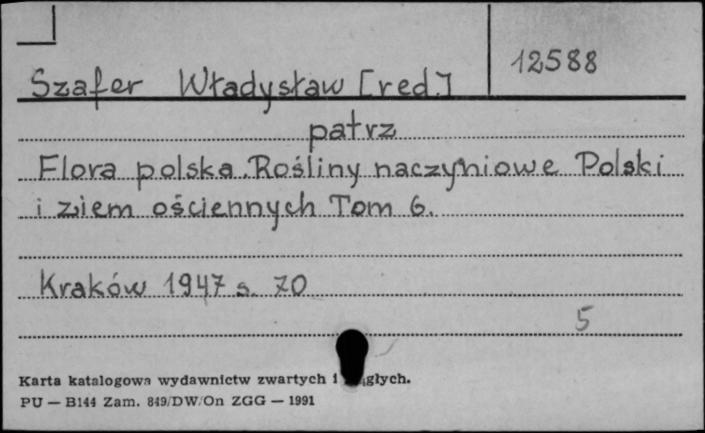 12588
Szafer Władysław [red.]
patrz
Flora polska. Rośliny naczyniowe Polski
i ziem ościennych Tom 6.
Kraków 1947 s. 70
5
Karta katalogowa wydawnictw zwartych i
PU — B144 Zam. 849/DW/On ZGG — 1991